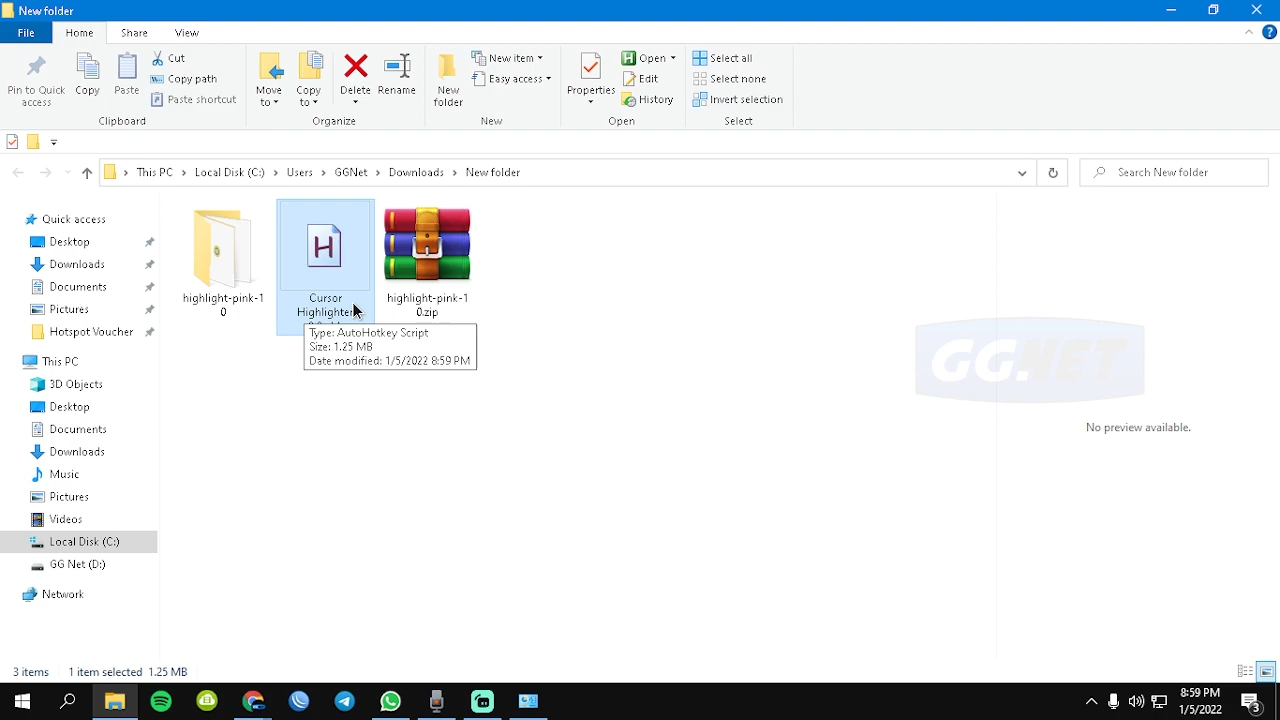 New folder
File
Home
Share
View
Pin to Quick
access
Copy
Paste
Cut
Copy path
Paste shortcut
Clipboard
Move
to
Copy
to
Delete
Rename
Organize
New
folder
New item
Easy access
New
Properties
Open
Edit
History
Open
Select all
Select none
Invert selection
Select
This PC
Local Disk (C:)
Users
GGNet
Downloads
New folder
Search New folder
Quick access
Desktop
Downloads
Documents
Pictures
Hotspot Voucher
This PC
3D Objects
Desktop
Documents
Downloads
Music
Pictures
Videos
Local Disk (C:)
GG Net (D:)
Network
highlight-pink-1
0
H
Cursor
Highlighter
highlight-pink-1
0.zip
Type: AutoHotkey Script
Size: 1.25 MB
Date modified: 1/5/2022 8:59 PM
GG.NET
No preview available.
3 items
1 item selected 1.25 MB
8:59 PM
1/5/2022
3